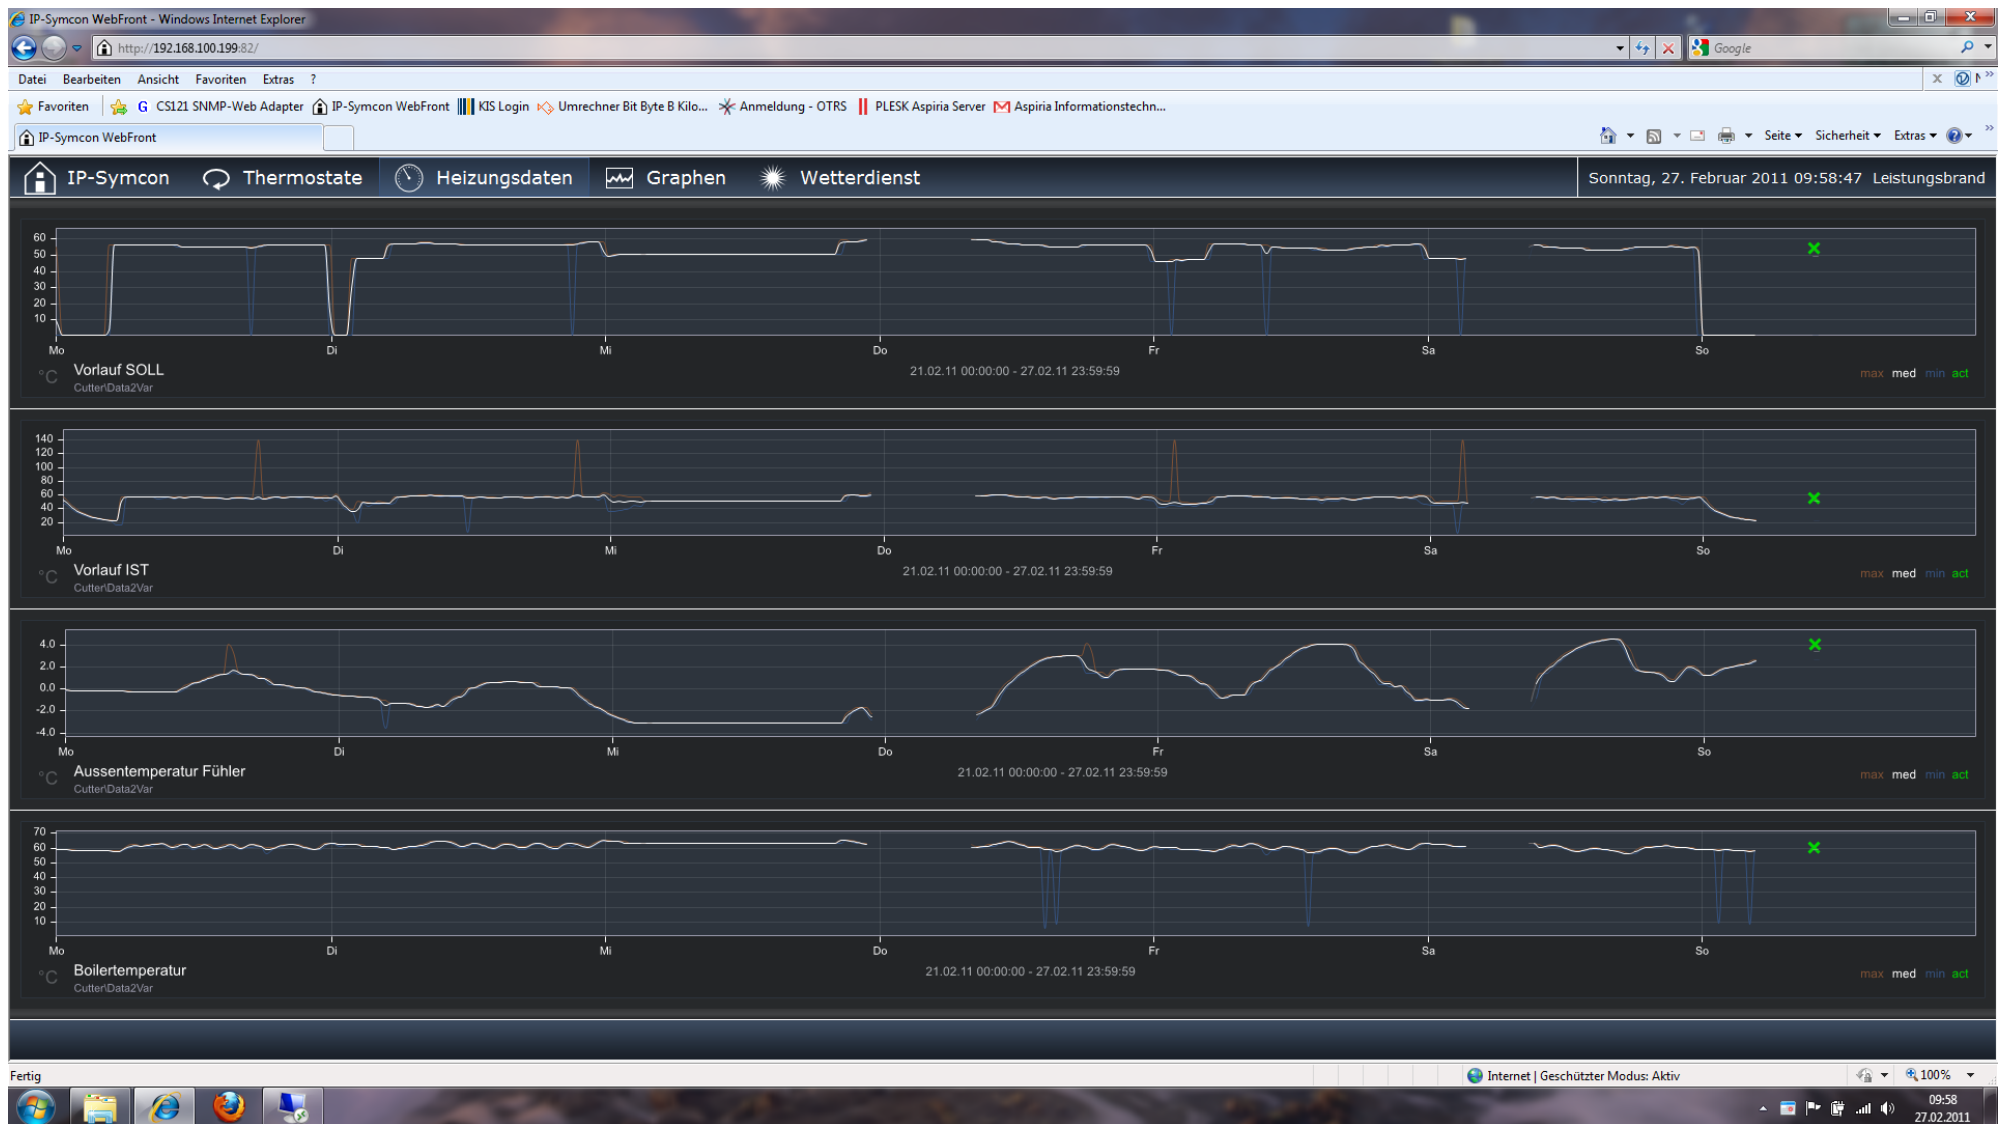 IP-Symcon WebFront - Windows Internet Explorer
http://192.168.100.199:82/
Google
Datei Bearbeiten Ansicht Favoriten Extras ?
Favoriten CS121 SNMP-Web Adapter IP-Symcon WebFront KIS Login Umrechner Bit Byte B Kilo... Anmeldung - OTRS PLESK Aspiria Server Aspiria Informationstechn...
IP-Symcon WebFront
Seite Sicherheit Extras
IP-Symcon Thermostate Heizungsdaten Graphen Wetterdienst
Sonntag, 27. Februar 2011 09:58:47 Leistungsbrand
60
50
40
30
20
10
Mo Di Mi Do Fr Sa So
°C Vorlauf SOLL
21.02.11 00:00:00 - 27.02.11 23:59:59
max med min act
Cutter\Data2Var
140
120
100
80
60
40
20
Mo Di Mi Do Fr Sa So
°C Vorlauf IST
21.02.11 00:00:00 - 27.02.11 23:59:59
max med min act
Cutter\Data2Var
4.0
2.0
0.0
-2.0
-4.0
Mo Di Mi Do Fr Sa So
°C Aussentemperatur Fühler
21.02.11 00:00:00 - 27.02.11 23:59:59
max med min act
Cutter\Data2Var
70
60
50
40
30
20
10
Mo Di Mi Do Fr Sa So
°C Boilertemperatur
21.02.11 00:00:00 - 27.02.11 23:59:59
max med min act
Cutter\Data2Var
Fertig
Internet | Geschützter Modus: Aktiv
100%
09:58
27.02.2011